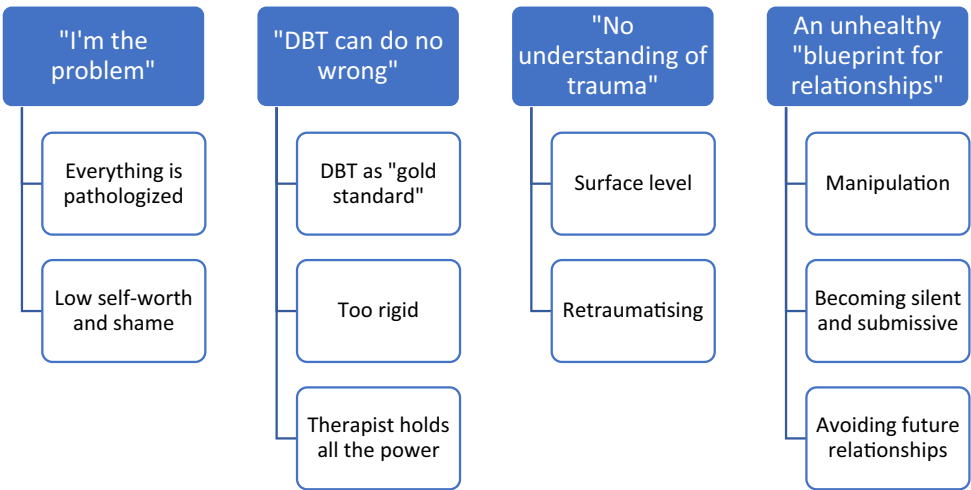 "I'm the
problem"
Everything is
pathologized
Low self-worth
and shame
"DBT can do no
wrong"
DBT as "gold
standard"
Too rigid
Therapist holds
all the power
"No
understanding of
trauma"
Surface level
Retraumatising
An unhealthy
"blueprint for
relationships"
Manipulation
Becoming silent
and submissive
Avoiding future
relationships